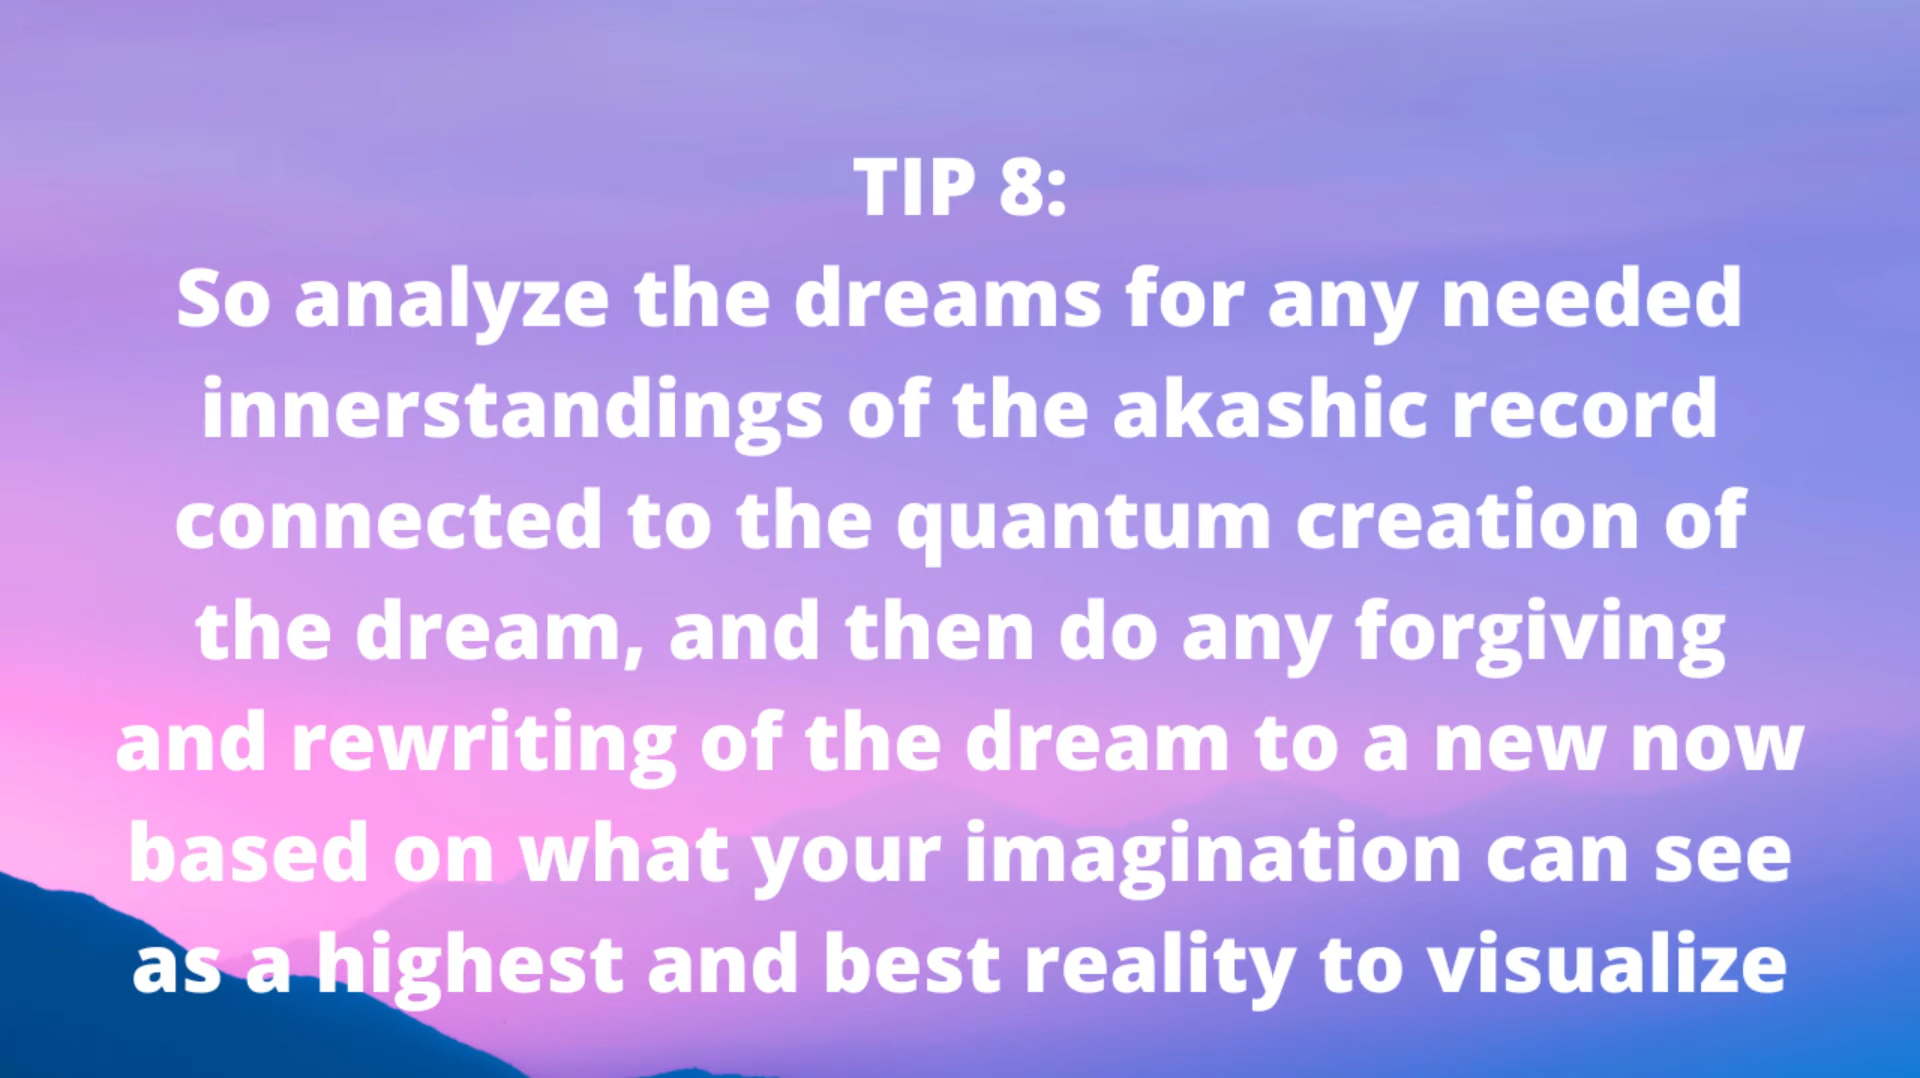 TIP 8:
So analyze the dreams for any needed
innerstandings of the akashic record
connected to the quantum creation of
the dream, and then do any forgiving
and rewriting of the dream to a new now
based on what your imagination can see
as a highest and best reality to visualize